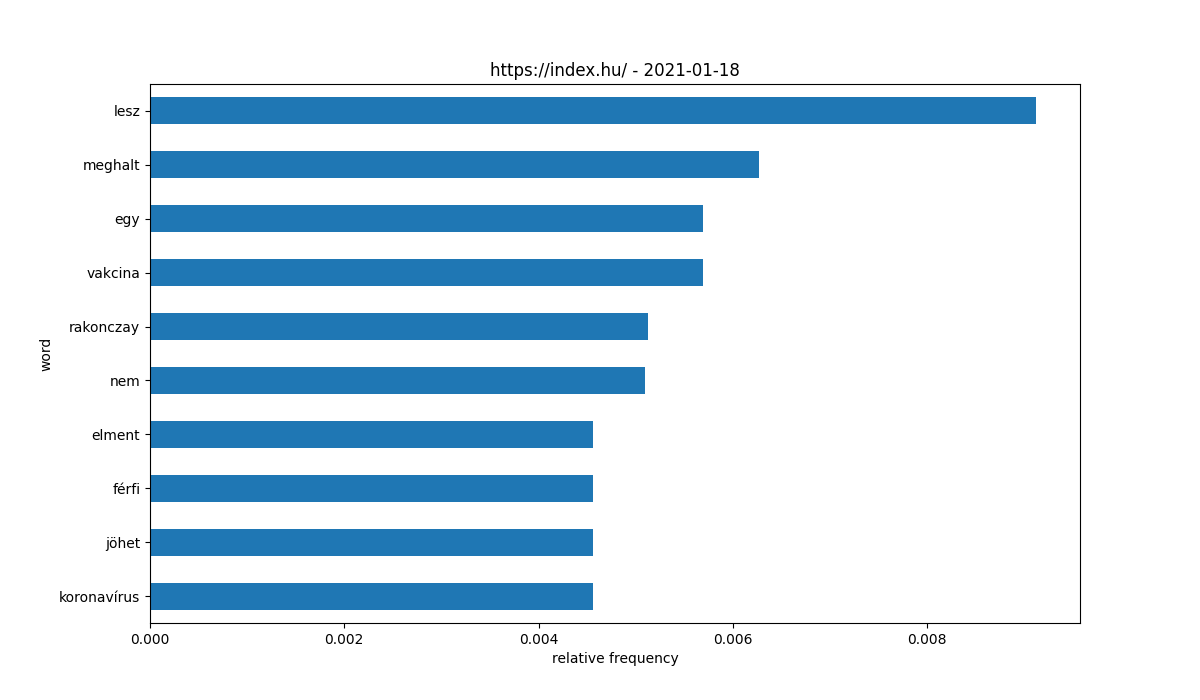 https://index.hu/ - 2021-01-18
lesz
meghalt
egy
vakcina
rakonczay
nem
elment
férfi
jöhet
koronavírus
word
0.000 0.002 0.004 0.006 0.008
relative frequency